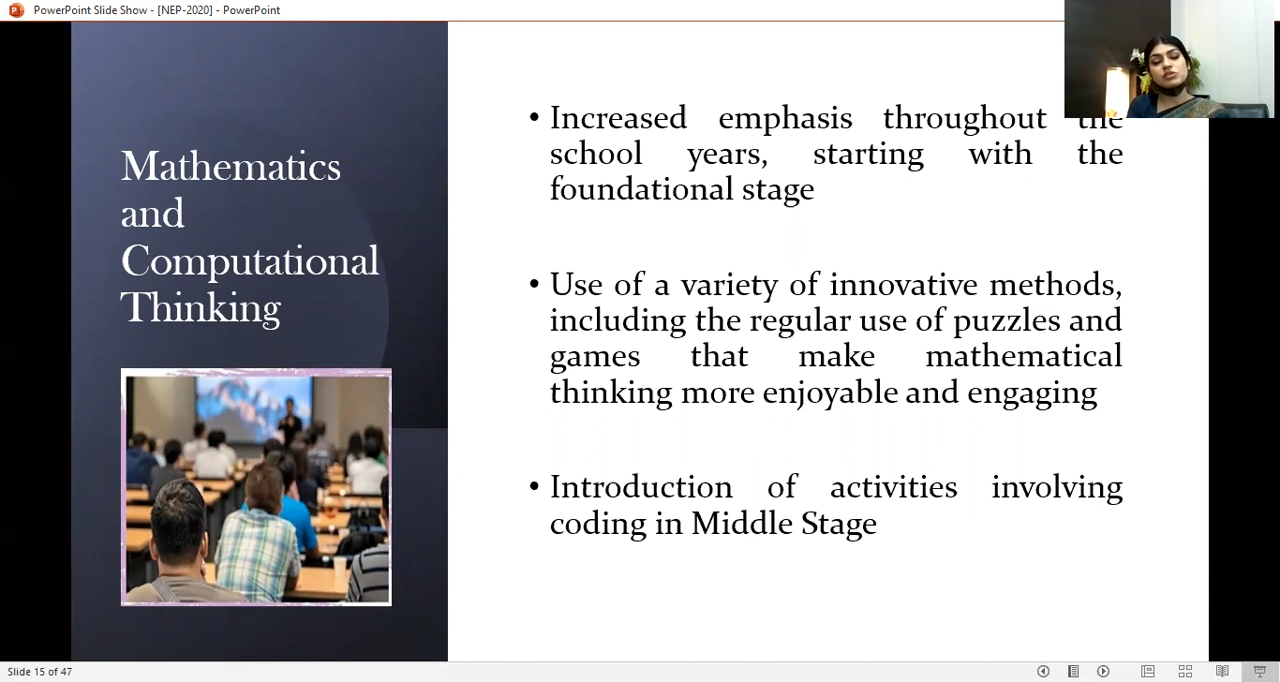 PowerPoint Slide Show - [NEP-2020] - PowerPoint
Mathematics
and
Computational
Thinking
• Increased emphasis throughout the
school years, starting with the
foundational stage
• Use of a variety of innovative methods,
including the regular use of puzzles and
games that make mathematical
thinking more enjoyable and engaging
• Introduction of activities involving
coding in Middle Stage
Slide 15 of 47